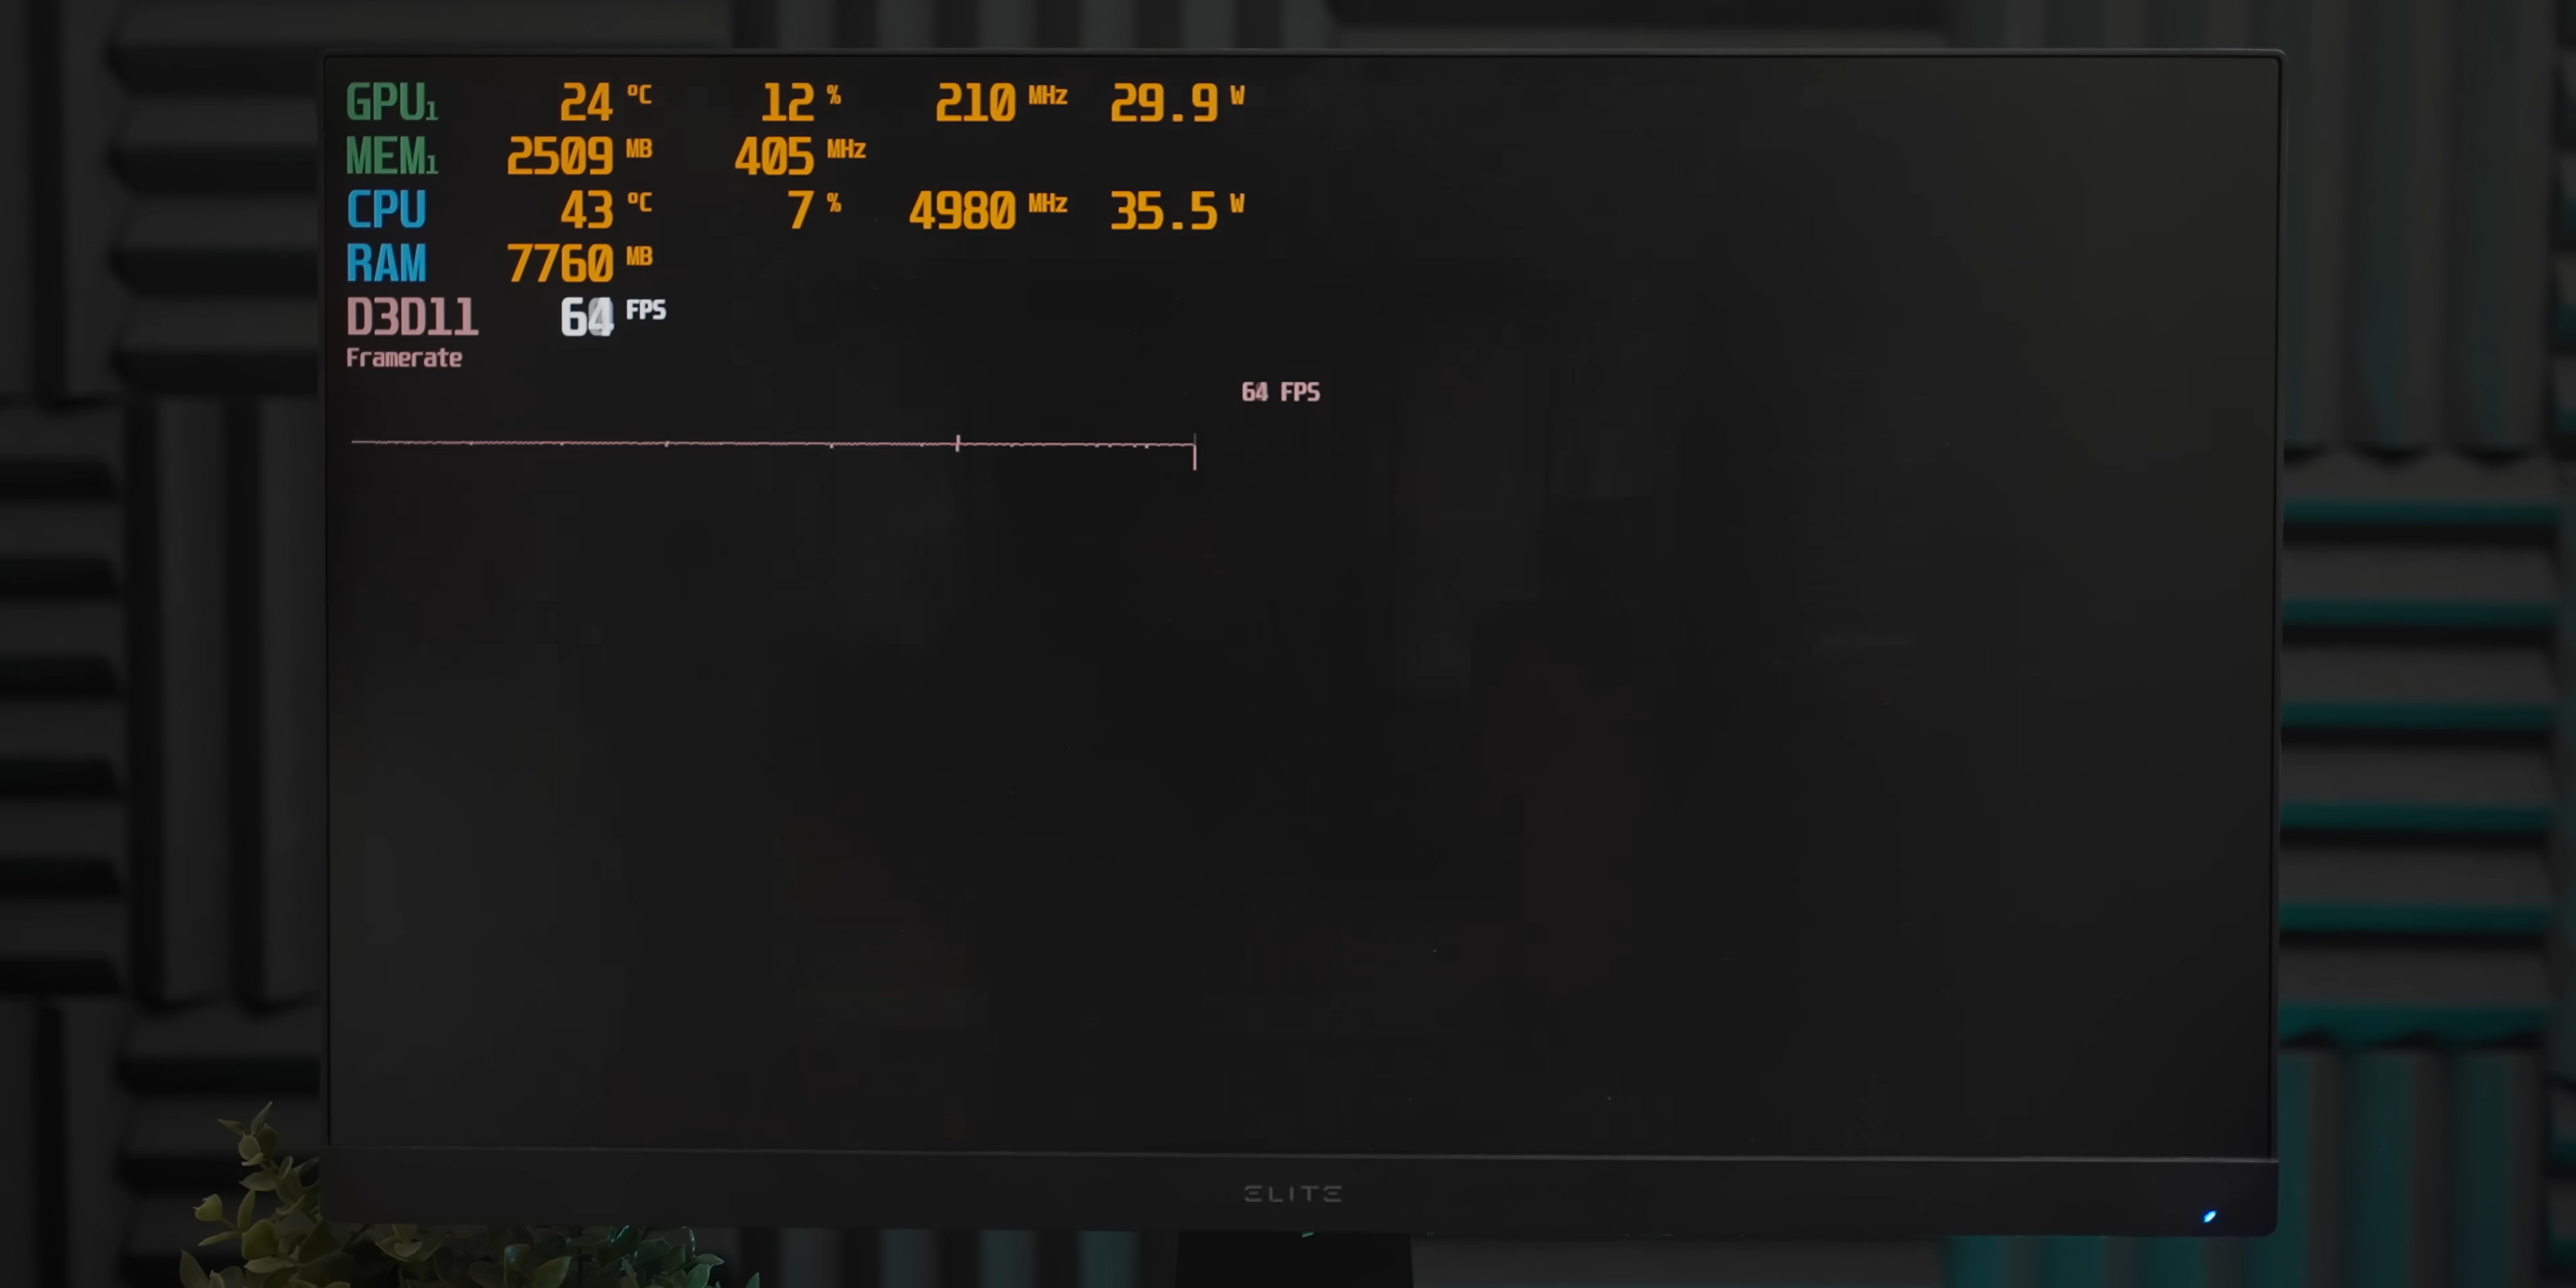 GPU1 24 °C 12 % 210 MHz 29.9 W
MEM1 2509 MB 405 MHz
CPU 43 °C 7 % 4980 MHz 35.5 W
RAM 7760 MB
D3D11 64 FPS
Framerate
64 FPS
ELITE